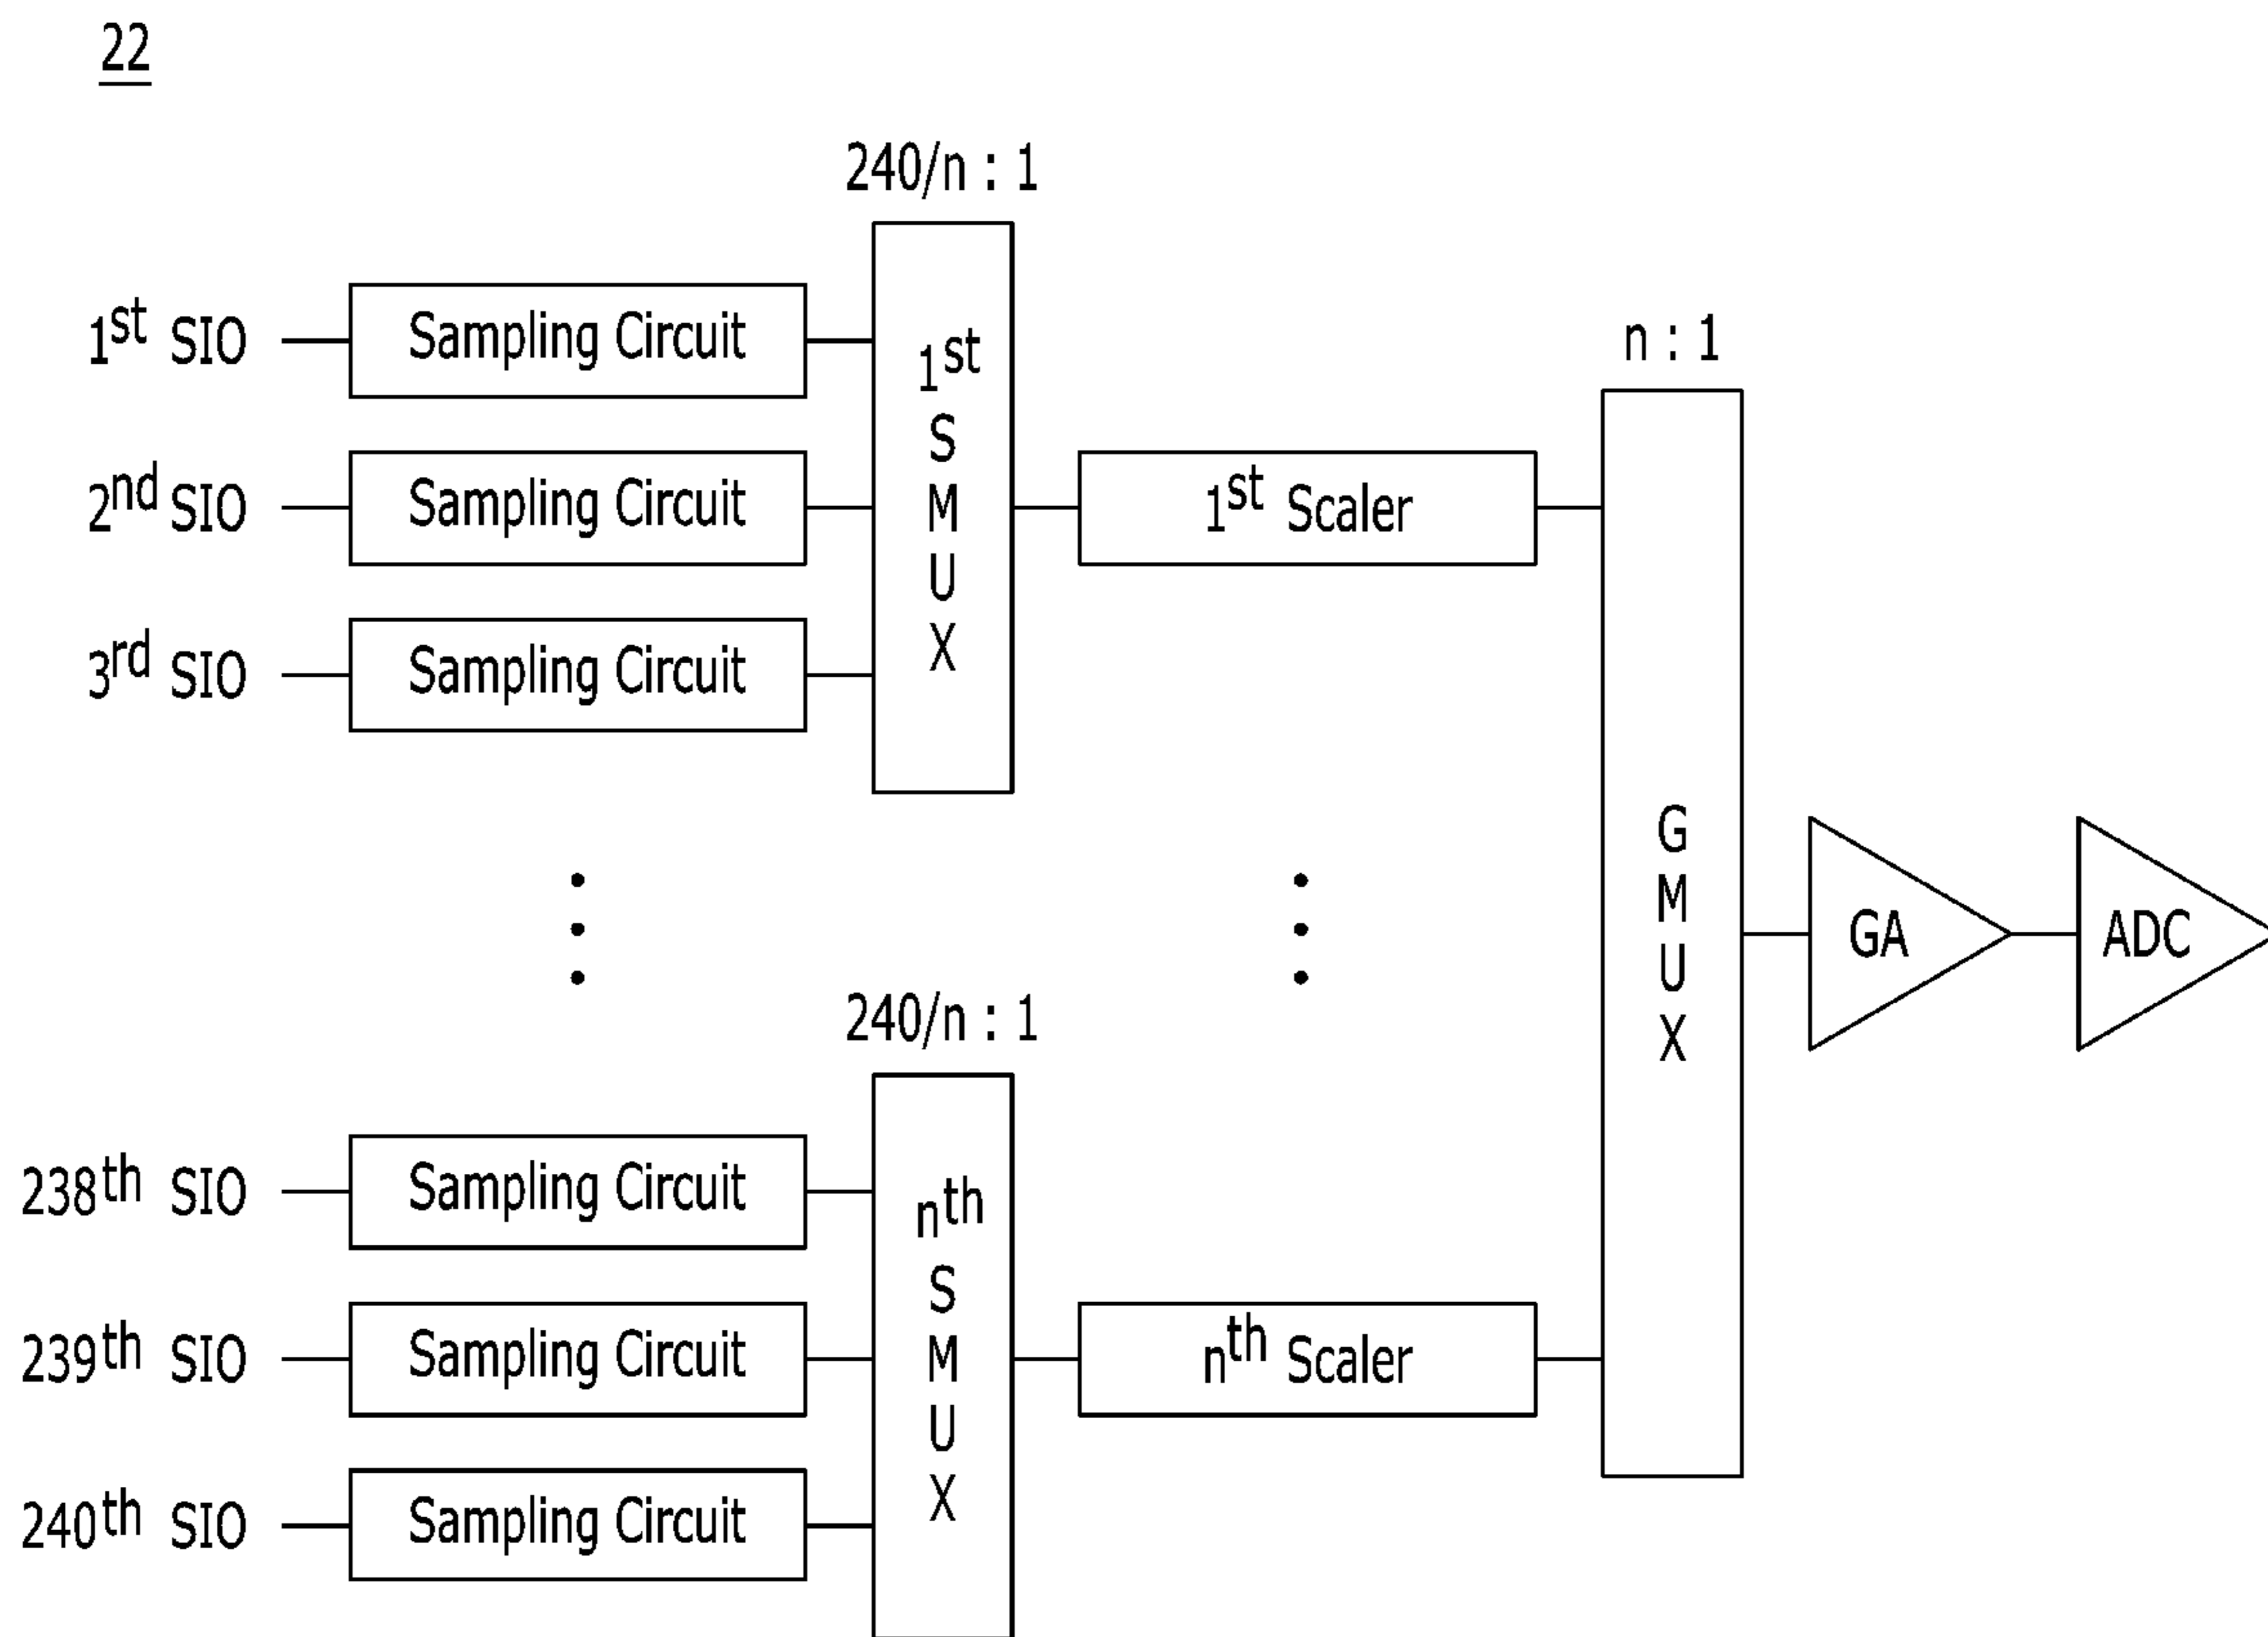 22
240/n : 1
1st SIO
Sampling Circuit
1st
S
M
U
X
n : 1
2nd SIO
Sampling Circuit
1st Scaler
3rd SIO
Sampling Circuit
G
M
U
X
GA
ADC
240/n : 1
238th SIO
Sampling Circuit
nth
S
M
U
X
239th SIO
Sampling Circuit
nth Scaler
240th SIO
Sampling Circuit